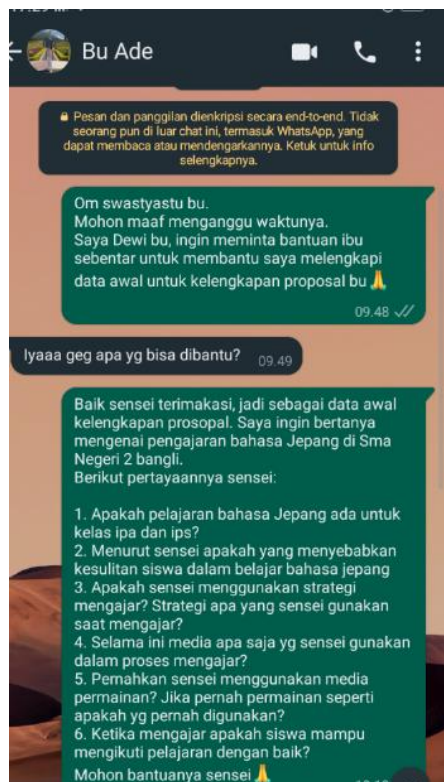 Bu Ade
Pesan dan panggilan dienkripsi secara end-to-end. Tidak
seorang pun di luar chat ini, termasuk WhatsApp, yang
dapat membaca atau mendengarkannya. Ketuk untuk info
selengkapnya.
Om swastyastu bu.
Mohon maaf menganggu waktunya.
Saya Dewi bu, ingin meminta bantuan ibu
sebentar untuk membantu saya melengkapi
data awal untuk kelengkapan proposal bu 🙏
09.48
Iyaaa geg apa yg bisa dibantu? 09.49
Baik sensei terimakasi, jadi sebagai data awal
kelengkapan prosopal. Saya ingin bertanya
mengenai pengajaran bahasa Jepang di Sma
Negeri 2 bangli.
Berikut pertayaannya sensei:
1. Apakah pelajaran bahasa Jepang ada untuk
kelas ipa dan ips?
2. Menurut sensei apakah yang menyebabkan
kesulitan siswa dalam belajar bahasa jepang
3. Apakah sensei menggunakan strategi
mengajar? Strategi apa yang sensei gunakan
saat mengajar?
4. Selama ini media apa saja yg sensei gunakan
dalam proses mengajar?
5. Pernahkan sensei menggunakan media
permainan? Jika pernah permainan seperti
apakah yg pernah digunakan?
6. Ketika mengajar apakah siswa mampu
mengikuti pelajaran dengan baik?
Mohon bantuanya sensei 🙏